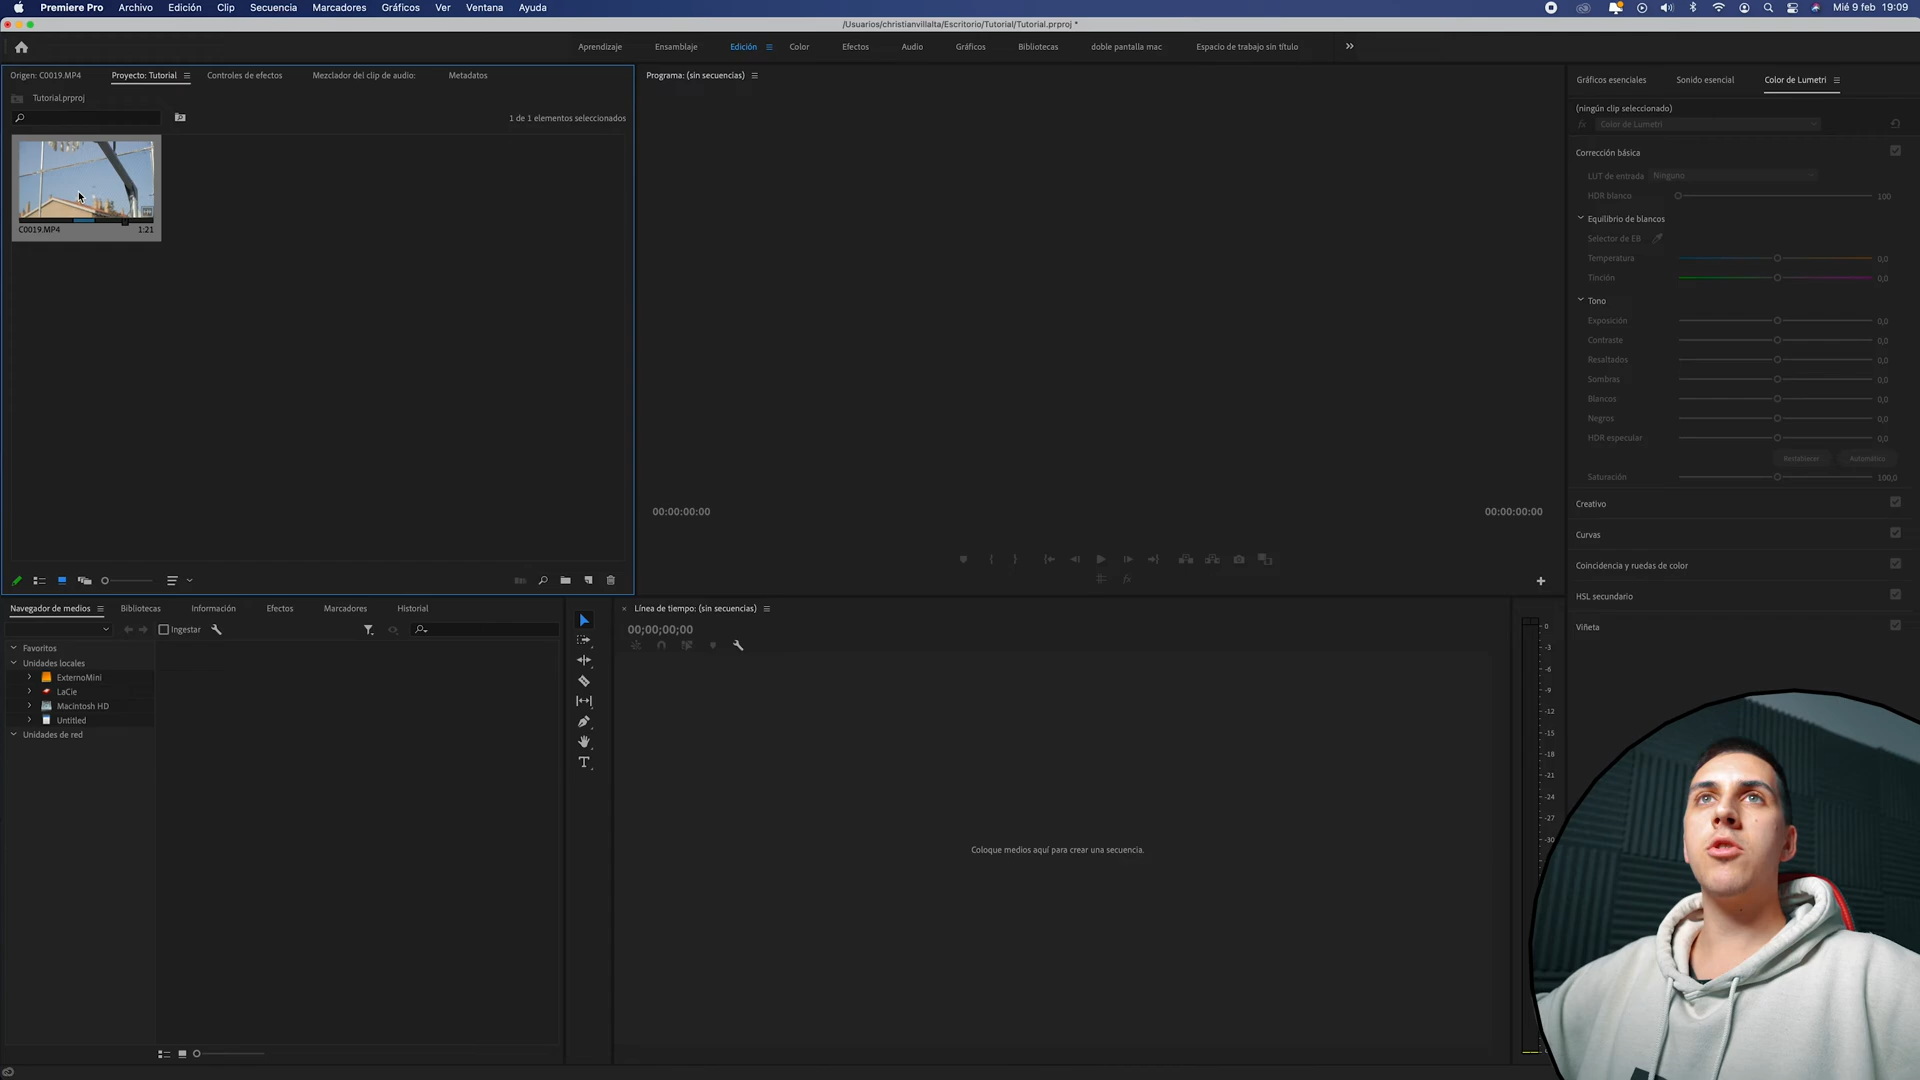 Premiere Pro Archivo Edición Clip Secuencia Marcadores Gráficos Ver Ventana Ayuda Mié 9 feb 19:09
/Usuarios/christianvillalta/Escritorio/Tutorial/Tutorial.prproj *
Aprendizaje Ensamblaje Edición Color Efectos Audio Gráficos Bibliotecas doble pantalla mac Espacio de trabajo sin título
Origen: C0019.MP4 Proyecto: Tutorial Controles de efectos Mezclador del clip de audio: Metadatos
Tutorial.prproj
1 de 1 elementos seleccionados
C0019.MP4 1:21
Programa: (sin secuencias)
00:00:00:00 00:00:00:00
Gráficos esenciales Sonido esencial Color de Lumetri
(ningún clip seleccionado)
fx Color de Lumetri
Corrección básica
LUT de entrada Ninguno
HDR blanco 100
Equilibrio de blancos
Selector de EB
Temperatura 0,0
Tinción 0,0
Tono
Exposición 0,0
Contraste 0,0
Resaltados 0,0
Sombras 0,0
Blancos 0,0
Negros 0,0
HDR especular 0,0
Restablecer Automático
Saturación 100,0
Creativo
Curvas
Coincidencia y ruedas de color
HSL secundario
Viñeta
Navegador de medios Bibliotecas Información Efectos Marcadores Historial
Ingestar
Favoritos
Unidades locales
ExternoMini
LaCie
Macintosh HD
Untitled
Unidades de red
Línea de tiempo: (sin secuencias)
00;00;00;00
Coloque medios aquí para crear una secuencia.
0
-3
-6
-9
-12
-15
-18
-21
-24
-27
-30